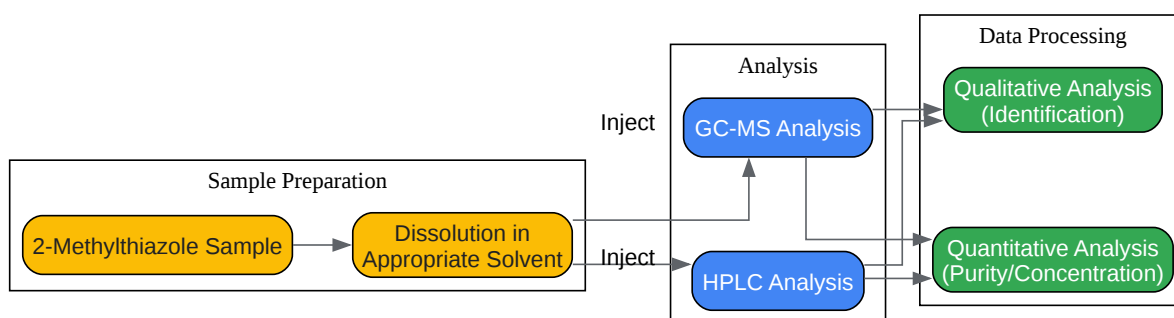 Sample Preparation
2-Methylthiazole Sample
Dissolution in
Appropriate Solvent
Inject
Inject
Analysis
GC-MS Analysis
HPLC Analysis
Data Processing
Qualitative Analysis
(Identification)
Quantitative Analysis
(Purity/Concentration)